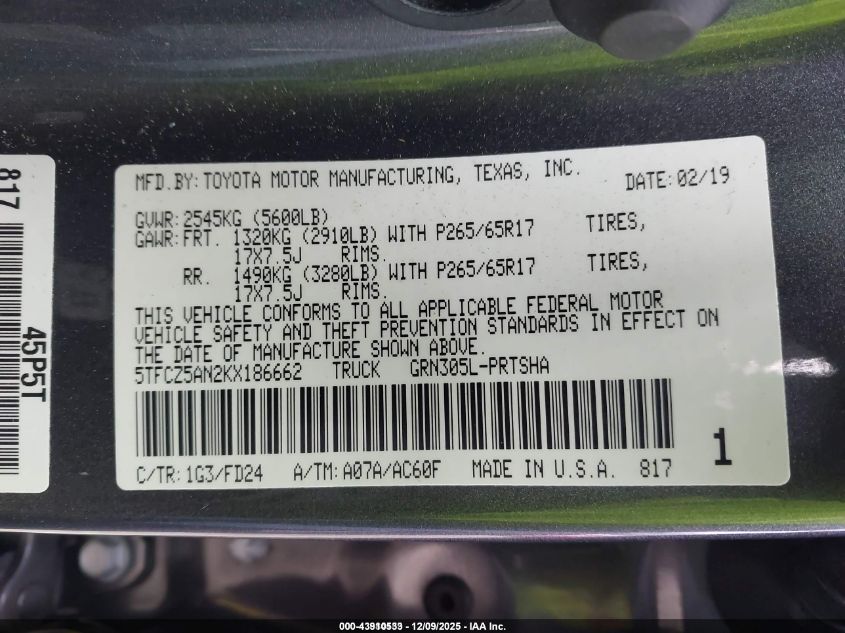 MFD.BY:TOYOTA MOTOR MANUFACTURING, TEXAS, INC. DATE:02/19
GVWR:2545KG (5600LB)
GAWR:FRT. 1320KG (2910LB) WITH P265/65R17 TIRES,
17X7.5J RIMS.
RR. 1490KG (3280LB) WITH P265/65R17 TIRES,
17X7.5J RIMS.
THIS VEHICLE CONFORMS TO ALL APPLICABLE FEDERAL MOTOR
VEHICLE SAFETY AND THEFT PREVENTION STANDARDS IN EFFECT ON
THE DATE OF MANUFACTURE SHOWN ABOVE.
5TFCZ5AN2KX186662 TRUCK GRN305L-PRTSHA
1
C/TR:1G3/FD24 A/TM:A07A/AC60F MADE IN U.S.A. 817
817
45P5T
12/09/2025 - IAA Inc.